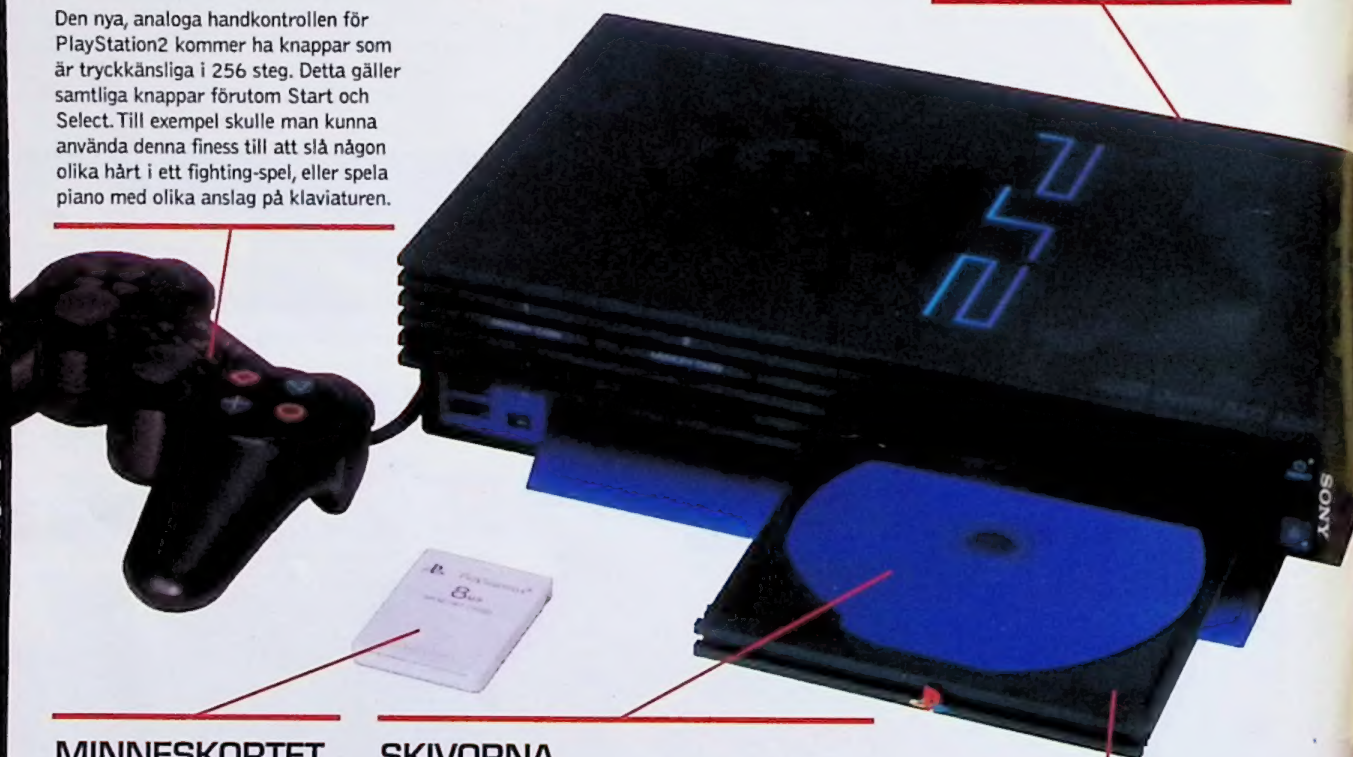 Den nya, analoga handkontrollen för
PlayStation2 kommer ha knappar som
är tryckkänsliga i 256 steg. Detta gäller
samtliga knappar förutom Start och
Select. Till exempel skulle man kunna
använda denna finess till att slå någon
olika hårt i ett fighting-spel, eller spela
piano med olika anslag på klaviaturen.
PS2
SONY
8MB
MINNESKORTET
SKIVORNA